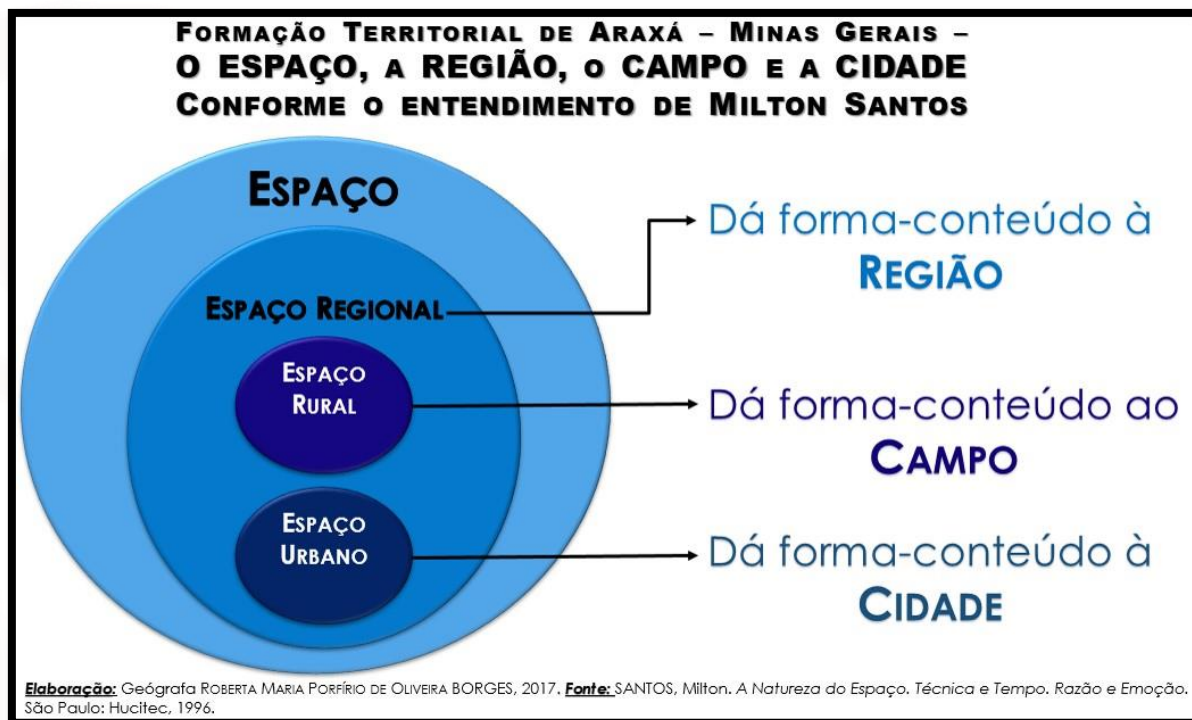 FORMAÇÃO TERRITORIAL DE ARAXÁ – MINAS GERAIS –
O ESPAÇO, A REGIÃO, O CAMPO E A CIDADE
CONFORME O ENTENDIMENTO DE MILTON SANTOS
ESPAÇO
ESPAÇO REGIONAL
ESPAÇO
RURAL
ESPAÇO
URBANO
Dá forma-conteúdo à
REGIÃO
Dá forma-conteúdo ao
CAMPO
Dá forma-conteúdo à
CIDADE
Elaboração: Geógrafa ROBERTA MARIA PORFÍRIO DE OLIVEIRA BORGES, 2017. Fonte: SANTOS, Milton. A Natureza do Espaço. Técnica e Tempo. Razão e Emoção.
São Paulo: Hucitec, 1996.